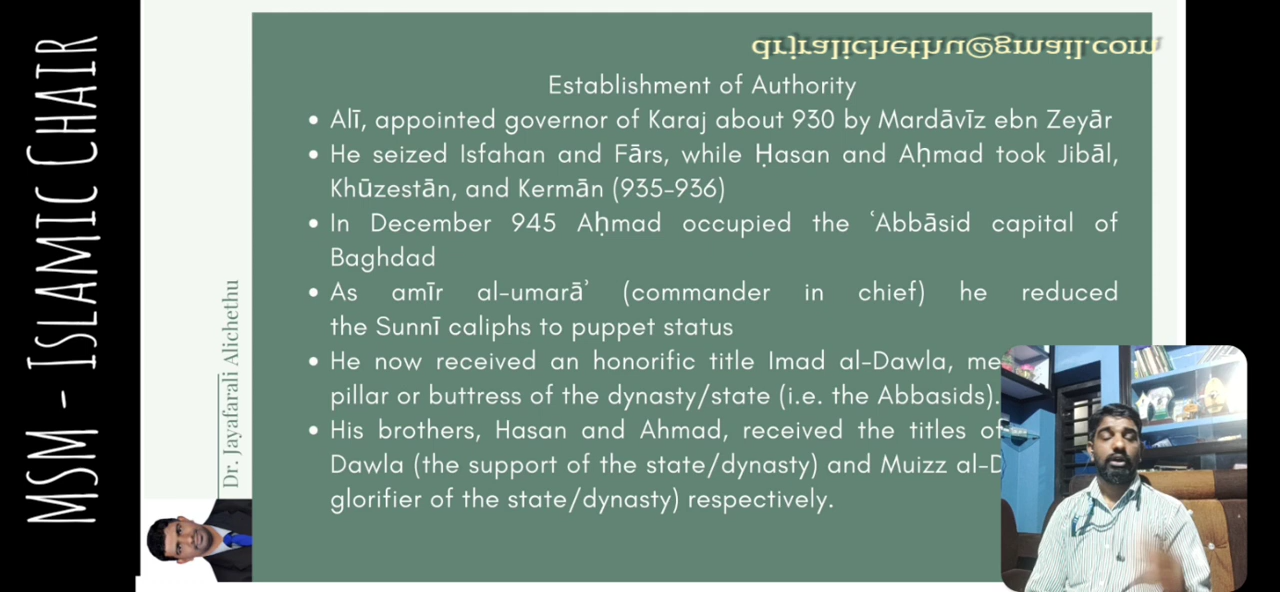 MSM - ISLAMIC CHAIR
Dr. Jayafarali Alichethu
drjralichethu@gmail.com
Establishment of Authority
• Alī, appointed governor of Karaj about 930 by Mardāvīz ebn Zeyār
• He seized Isfahan and Fārs, while Ḥasan and Aḥmad took Jibāl,
Khūzestān, and Kermān (935-936)
• In December 945 Aḥmad occupied the ʿAbbāsid capital of
Baghdad
• As amīr al-umarāʾ (commander in chief) he reduced
the Sunnī caliphs to puppet status
• He now received an honorific title Imad al-Dawla,
pillar or buttress of the dynasty/state (i.e. the Abbasids).
• His brothers, Hasan and Ahmad, received the titles of
Dawla (the support of the state/dynasty) and Muizz
glorifier of the state/dynasty) respectively.